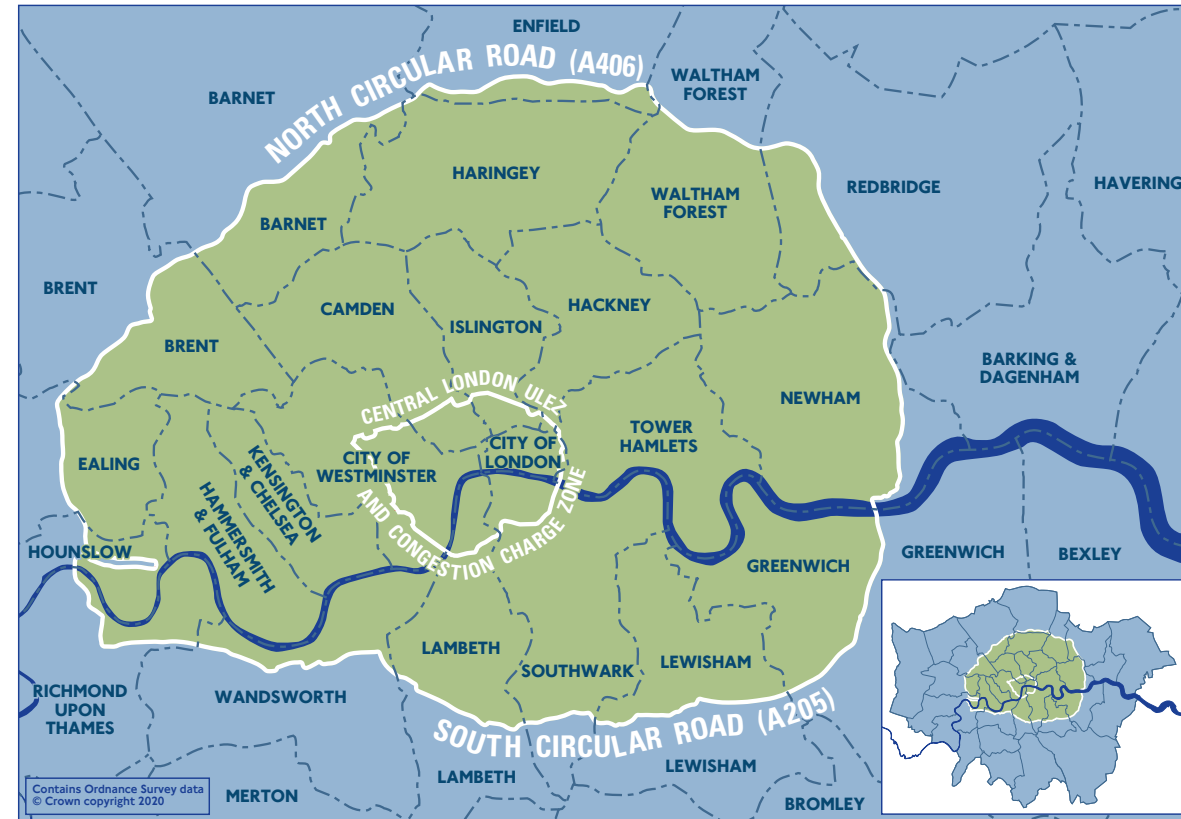 ENFIELD
NORTH CIRCULAR ROAD (A406)
WALTHAM
FOREST
BARNET
HARINGEY
REDBRIDGE
HAVERING
WALTHAM
FOREST
BARNET
BRENT
CAMDEN
HACKNEY
ISLINGTON
BRENT
BARKING &
DAGENHAM
NEWHAM
CENTRAL LONDON ULEZ
AND CONGESTION CHARGE ZONE
TOWER
HAMLETS
CITY OF
LONDON
CITY OF
WESTMINSTER
EALING
KENSINGTON
& CHELSEA
HAMMERSMITH
& FULHAM
HOUNSLOW
GREENWICH
GREENWICH
BEXLEY
LAMBETH
SOUTHWARK
LEWISHAM
RICHMOND
UPON
THAMES
WANDSWORTH
SOUTH CIRCULAR ROAD (A205)
LAMBETH
LEWISHAM
MERTON
BROMLEY
Contains Ordnance Survey data
© Crown copyright 2020